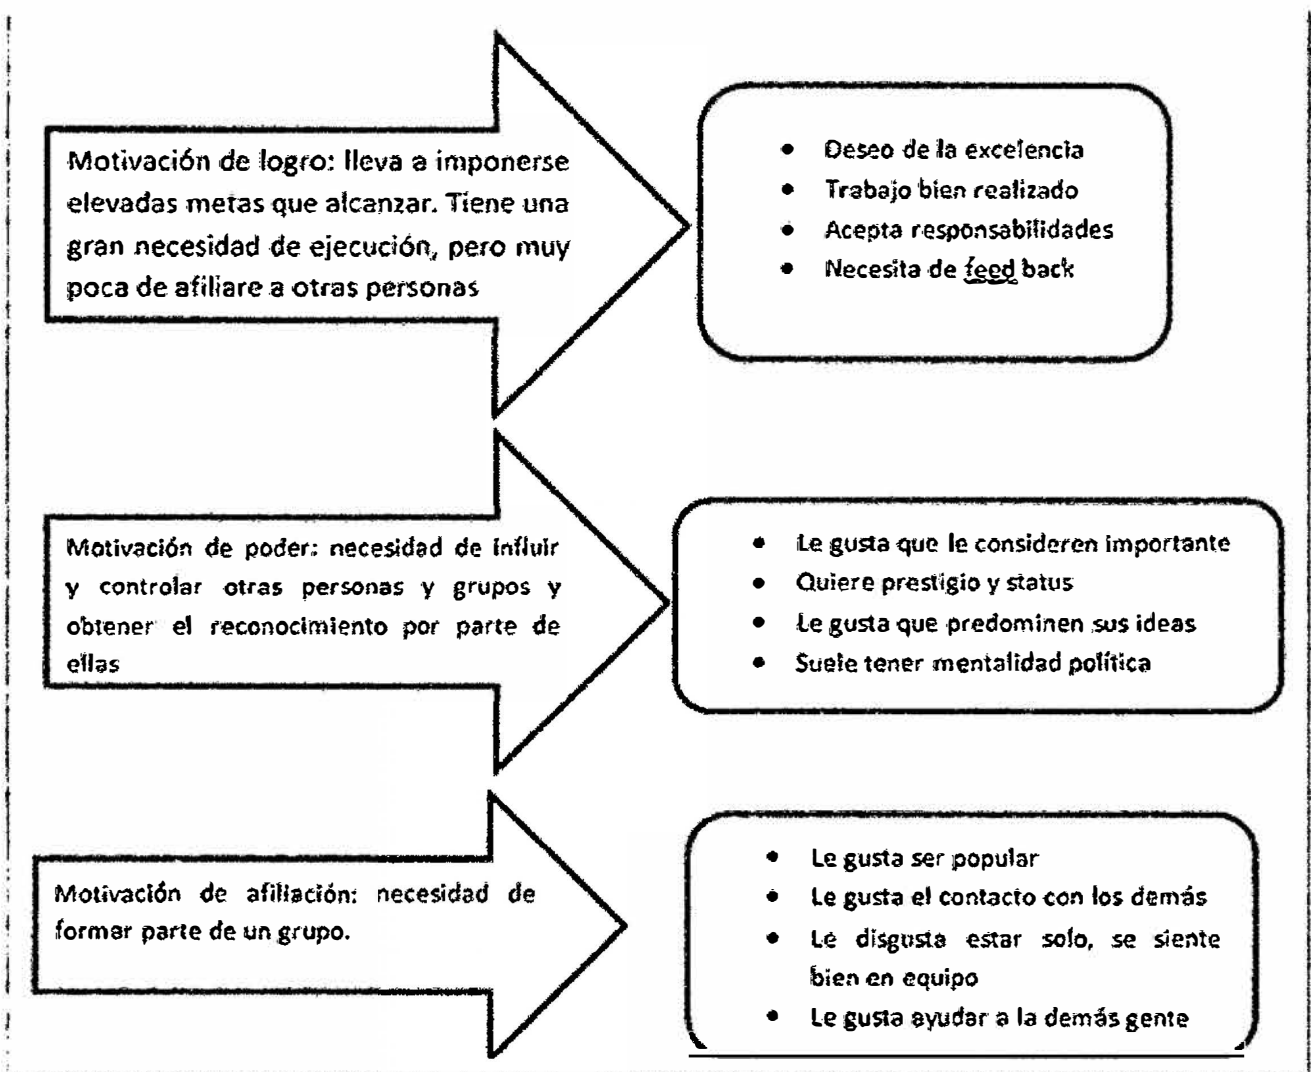 Motivación de logro: lleva a imponerse
elevadas metas que alcanzar. Tiene una
gran necesidad de ejecución, pero muy
poca de afiliare a otras personas
• Deseo de la excelencia
• Trabajo bien realizado
• Acepta responsabilidades
• Necesita de feed back
Motivación de poder: necesidad de influir
y controlar otras personas y grupos y
obtener el reconocimiento por parte de
ellas
• Le gusta que le consideren importante
• Quiere prestigio y status
• Le gusta que predominen sus ideas
• Suele tener mentalidad política
Motivación de afiliación: necesidad de
formar parte de un grupo.
• Le gusta ser popular
• Le gusta el contacto con los demás
• Le disgusta estar solo, se siente
bien en equipo
• Le gusta ayudar a la demás gente